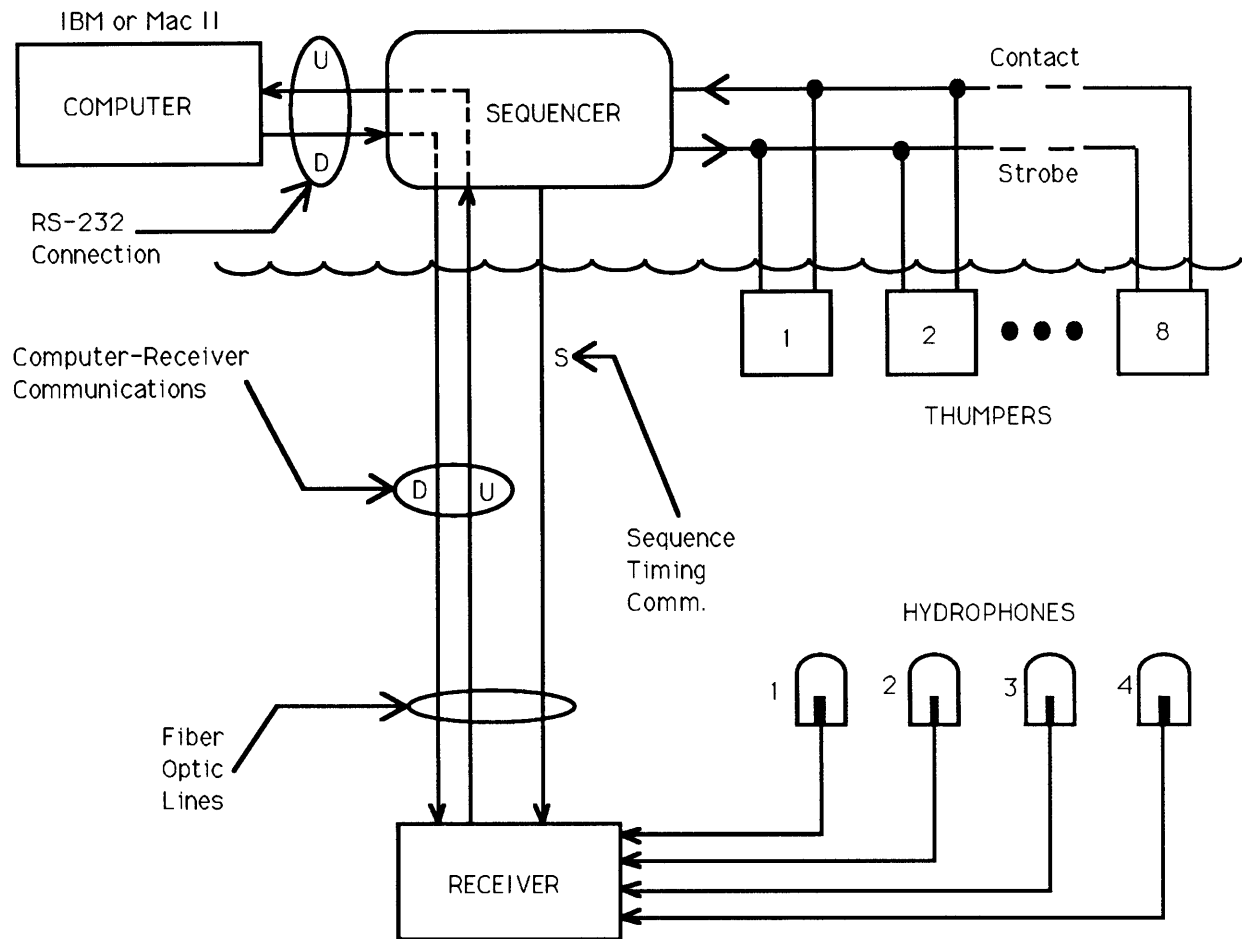 IBM or Mac II
COMPUTER
U
D
RS-232
Connection
SEQUENCER
Contact
Strobe
1
2
8
THUMPERS
Computer-Receiver
Communications
D
U
S
Sequence
Timing
Comm.
Fiber
Optic
Lines
HYDROPHONES
1
2
3
4
RECEIVER